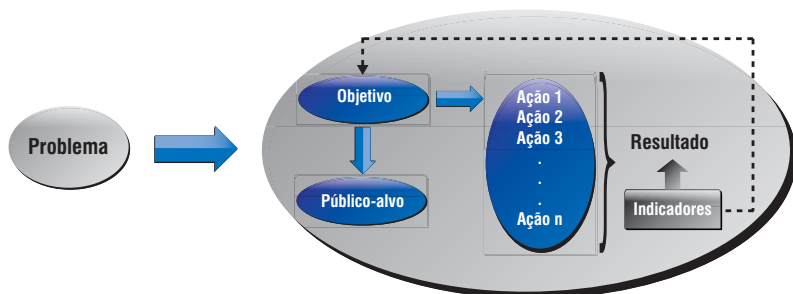 Problema
Objetivo
Público-alvo
Ação 1
Ação 2
Ação 3
.
.
.
Ação n
Resultado
Indicadores